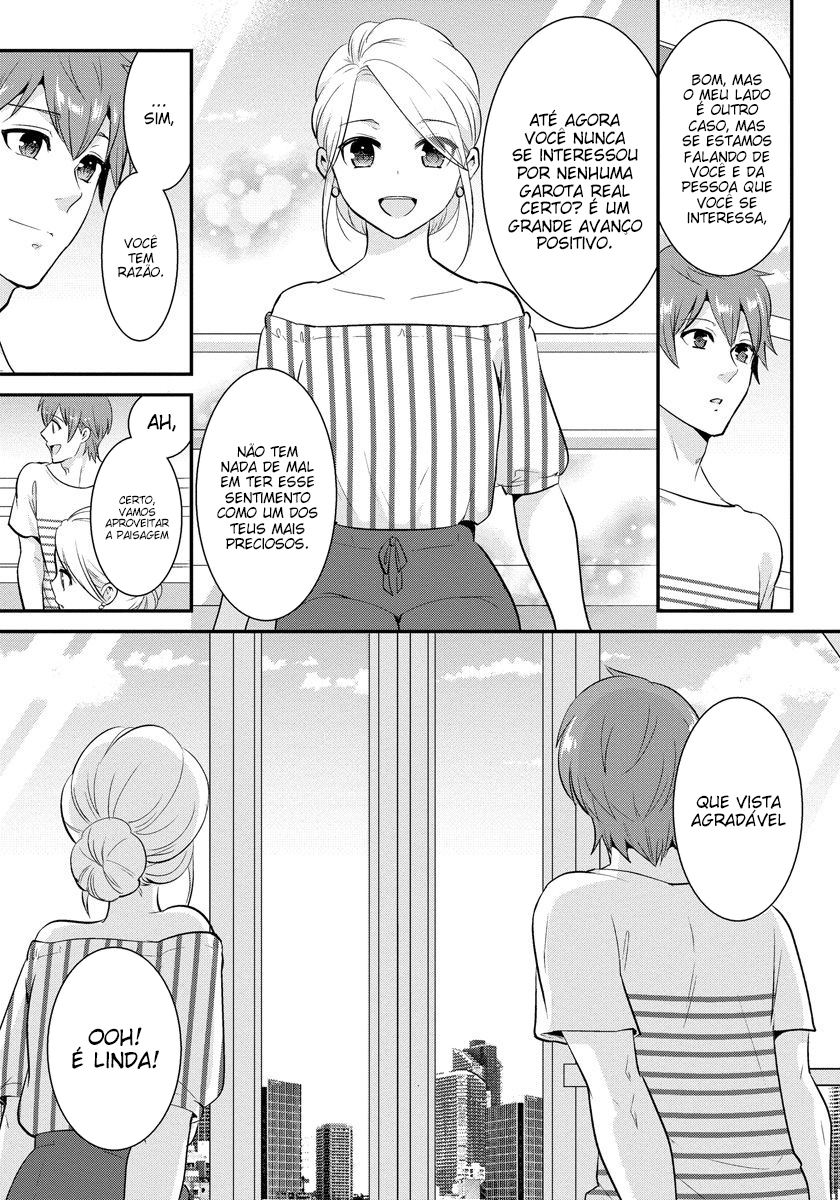 BOM, MAS
O MEU LADO
É OUTRO
CASO, MAS
SE ESTAMOS
FALANDO DE
VOCÊ E DA
PESSOA QUE
VOCÊ SE
INTERESSA,
ATÉ AGORA
VOCÊ NUNCA
SE INTERESSOU
POR NENHUMA
GAROTA REAL
CERTO? É UM
GRANDE AVANÇO
POSITIVO.
NÃO TEM
NADA DE MAL
EM TER ESSE
SENTIMENTO
COMO UM DOS
TEUS MAIS
PRECIOSOS.
...
SIM,
VOCÊ
TEM
RAZÃO.
AH,
CERTO,
VAMOS
APROVEITAR
A PAISAGEM
QUE VISTA
AGRADÁVEL
OOH!
É LINDA!